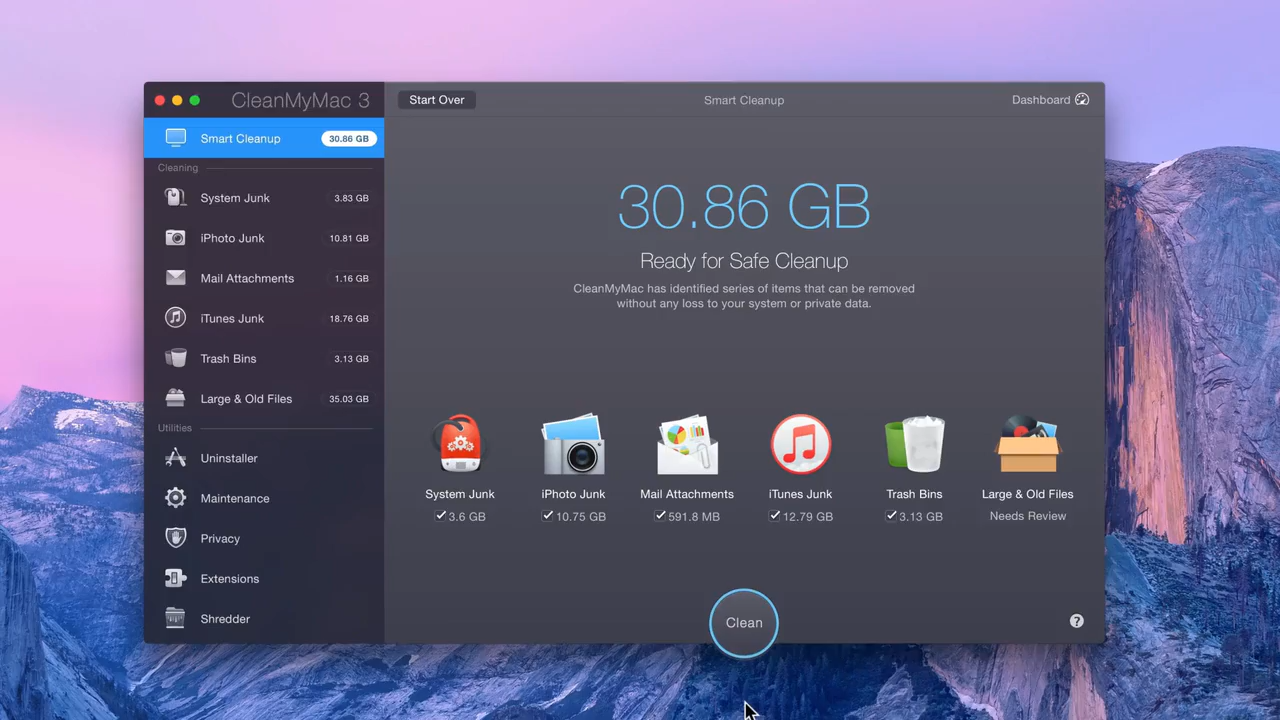 CleanMyMac 3
Start Over
Smart Cleanup
Dashboard
Smart Cleanup 30.86 GB
Cleaning
System Junk 3.83 GB
iPhoto Junk 10.81 GB
Mail Attachments 1.16 GB
iTunes Junk 18.76 GB
Trash Bins 3.13 GB
Large & Old Files 35.03 GB
Utilities
Uninstaller
Maintenance
Privacy
Extensions
Shredder
30.86 GB
Ready for Safe Cleanup
CleanMyMac has identified series of items that can be removed
without any loss to your system or private data.
System Junk
3.6 GB
iPhoto Junk
10.75 GB
Mail Attachments
591.8 MB
iTunes Junk
12.79 GB
Trash Bins
3.13 GB
Large & Old Files
Needs Review
Clean
?